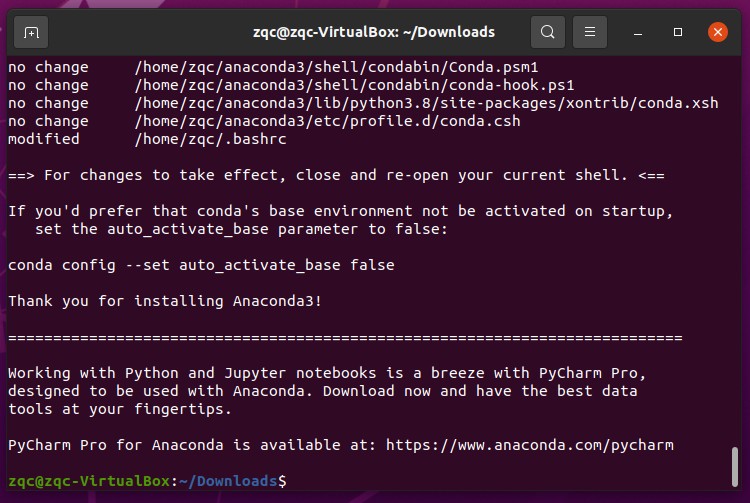 zqc@zqc-VirtualBox: ~/Downloads
no change     /home/zqc/anaconda3/shell/condabin/Conda.psm1
no change     /home/zqc/anaconda3/shell/condabin/conda-hook.ps1
no change     /home/zqc/anaconda3/lib/python3.8/site-packages/xontrib/conda.xsh
no change     /home/zqc/anaconda3/etc/profile.d/conda.csh
modified      /home/zqc/.bashrc
==> For changes to take effect, close and re-open your current shell. <==
If you'd prefer that conda's base environment not be activated on startup,
   set the auto_activate_base parameter to false:
conda config --set auto_activate_base false
Thank you for installing Anaconda3!
===========================================================================
Working with Python and Jupyter notebooks is a breeze with PyCharm Pro,
designed to be used with Anaconda. Download now and have the best data
tools at your fingertips.
PyCharm Pro for Anaconda is available at: https://www.anaconda.com/pycharm
zqc@zqc-VirtualBox:~/Downloads$